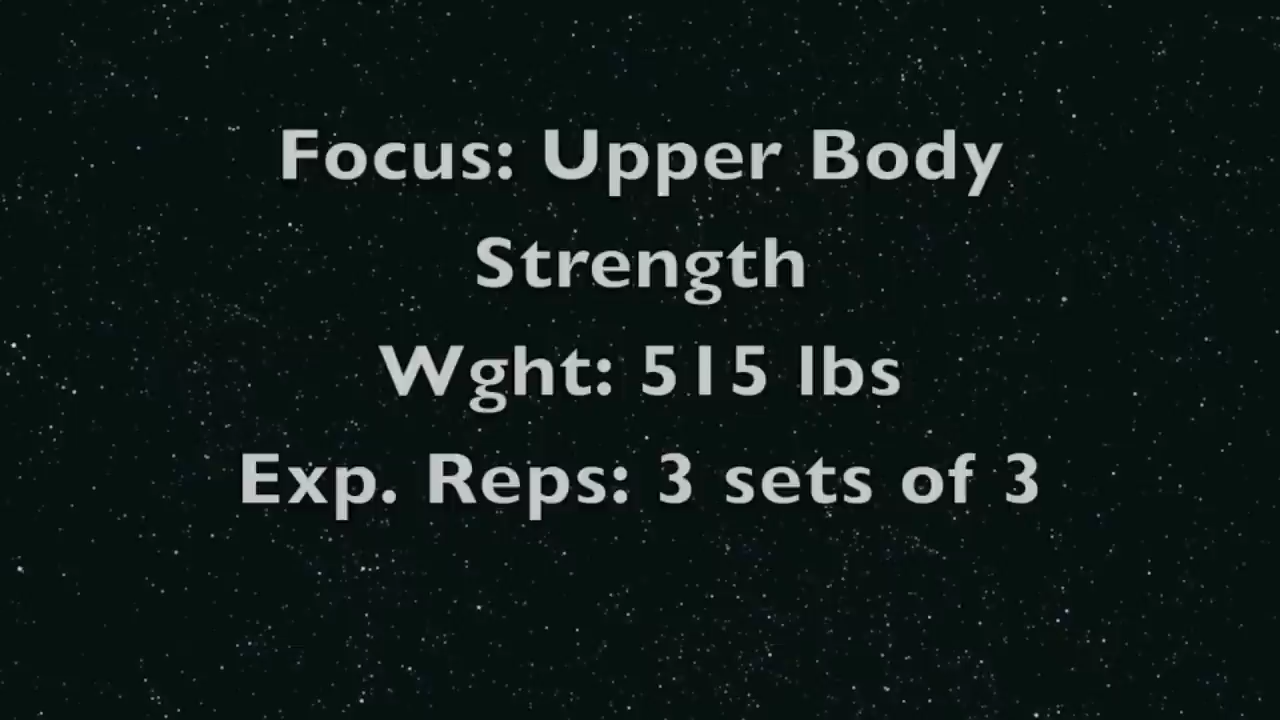 Focus: Upper Body
Strength
Wght: 515 lbs
Exp. Reps: 3 sets of 3